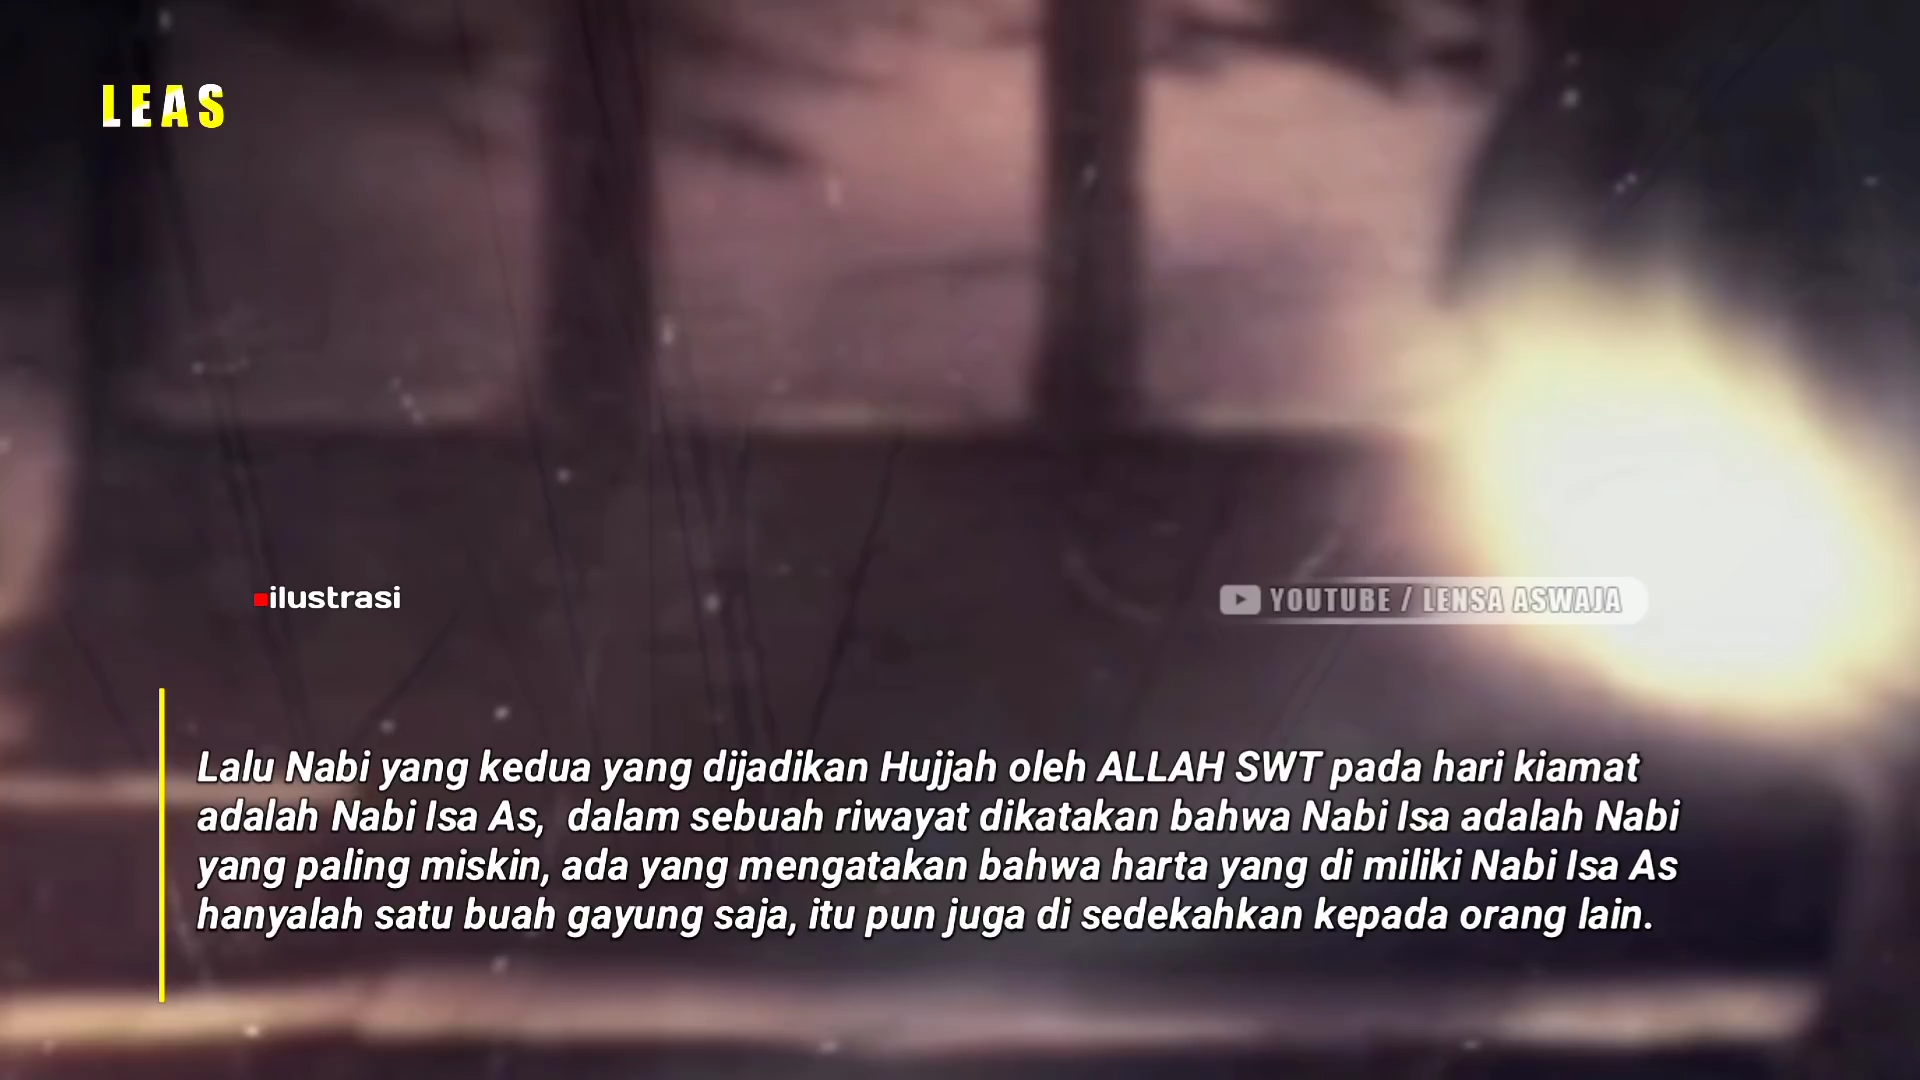 LEAS
ilustrasi
YOUTUBE / LENSA ASWAJA
Lalu Nabi yang kedua yang dijadikan Hujjah oleh ALLAH SWT pada hari kiamat
adalah Nabi Isa As, dalam sebuah riwayat dikatakan bahwa Nabi Isa adalah Nabi
yang paling miskin, ada yang mengatakan bahwa harta yang di miliki Nabi Isa As
hanyalah satu buah gayung saja, itu pun juga di sedekahkan kepada orang lain.